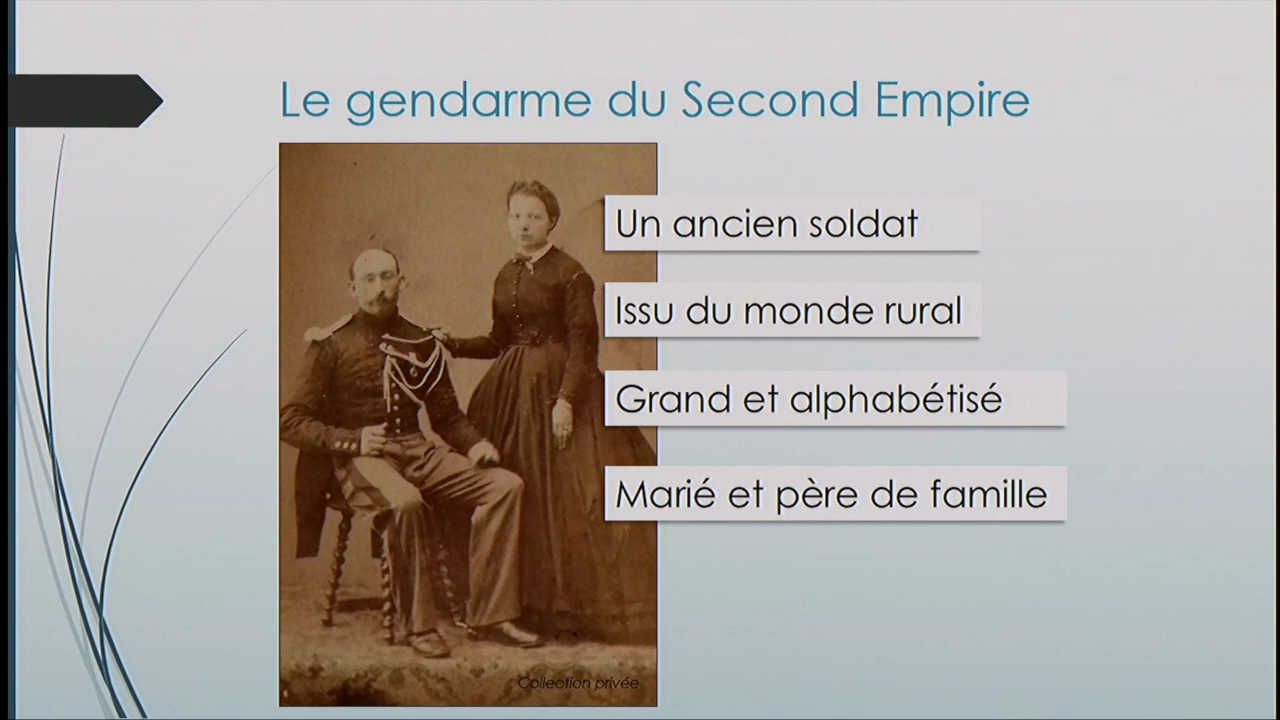 Le gendarme du Second Empire
Un ancien soldat
Issu du monde rural
Grand et alphabétisé
Marié et père de famille
Collection privée